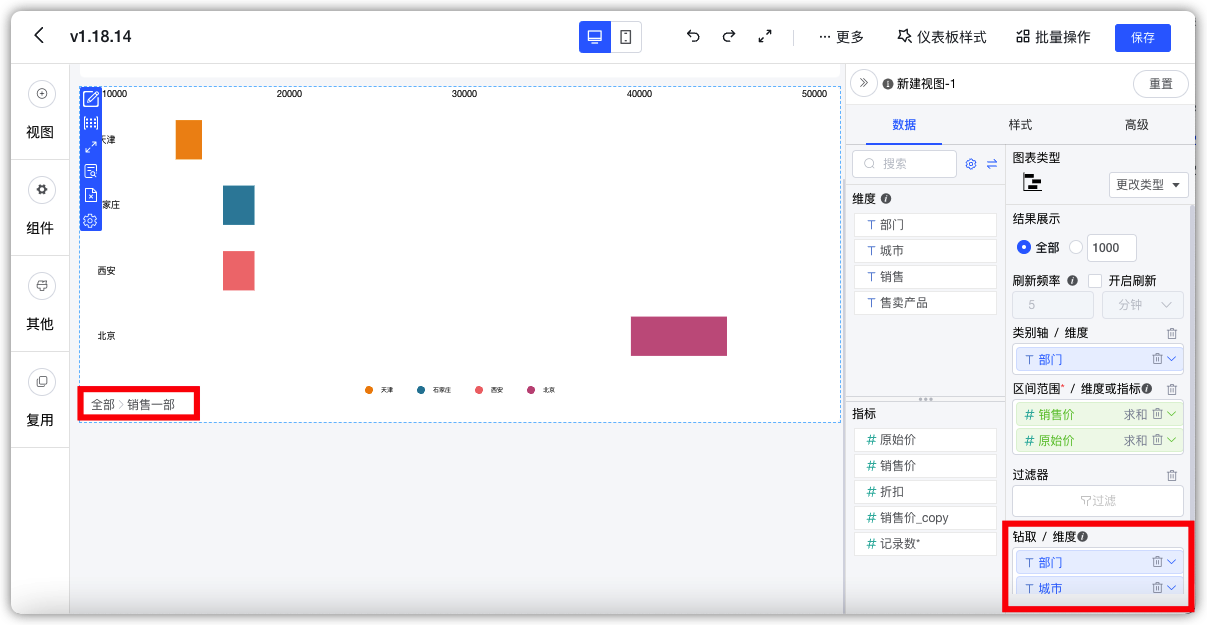 v1.18.14
··· 更多
仪表板样式
批量操作
保存
视图
组件
其他
复用
10000
20000
30000
40000
50000
天津
家庄
西安
北京
天津
石家庄
西安
北京
全部 > 销售一部
新建视图-1
重置
数据
样式
高级
搜索
维度
T 部门
T 城市
T 销售
T 售卖产品
指标
# 原始价
# 销售价
# 折扣
# 销售价_copy
# 记录数*
图表类型
更改类型
结果展示
全部
1000
刷新频率
开启刷新
5
分钟
类别轴 / 维度
T 部门
区间范围* / 维度或指标
# 销售价 求和
# 原始价 求和
过滤器
过滤
钻取 / 维度
T 部门
T 城市